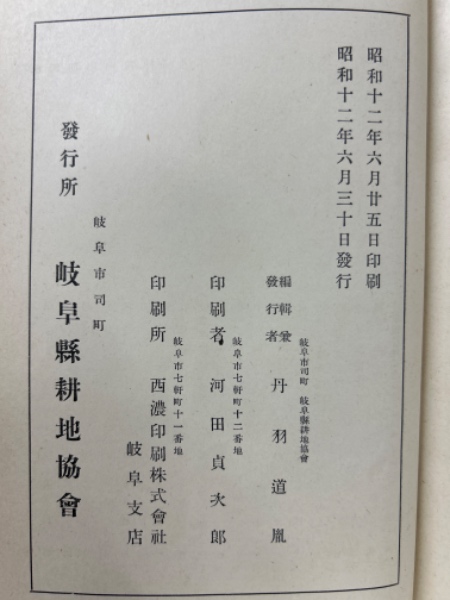 昭和十二年六月廿五日印刷
昭和十二年六月三十日發行
岐阜市司町 岐阜縣耕地協會
編輯兼發行者 丹羽道胤
岐阜市七軒町十二番地
印刷者 河田貞次郎
岐阜市七軒町十一番地
印刷所 西濃印刷株式會社
岐阜支店
岐阜市司町
發行所 岐阜縣耕地協會